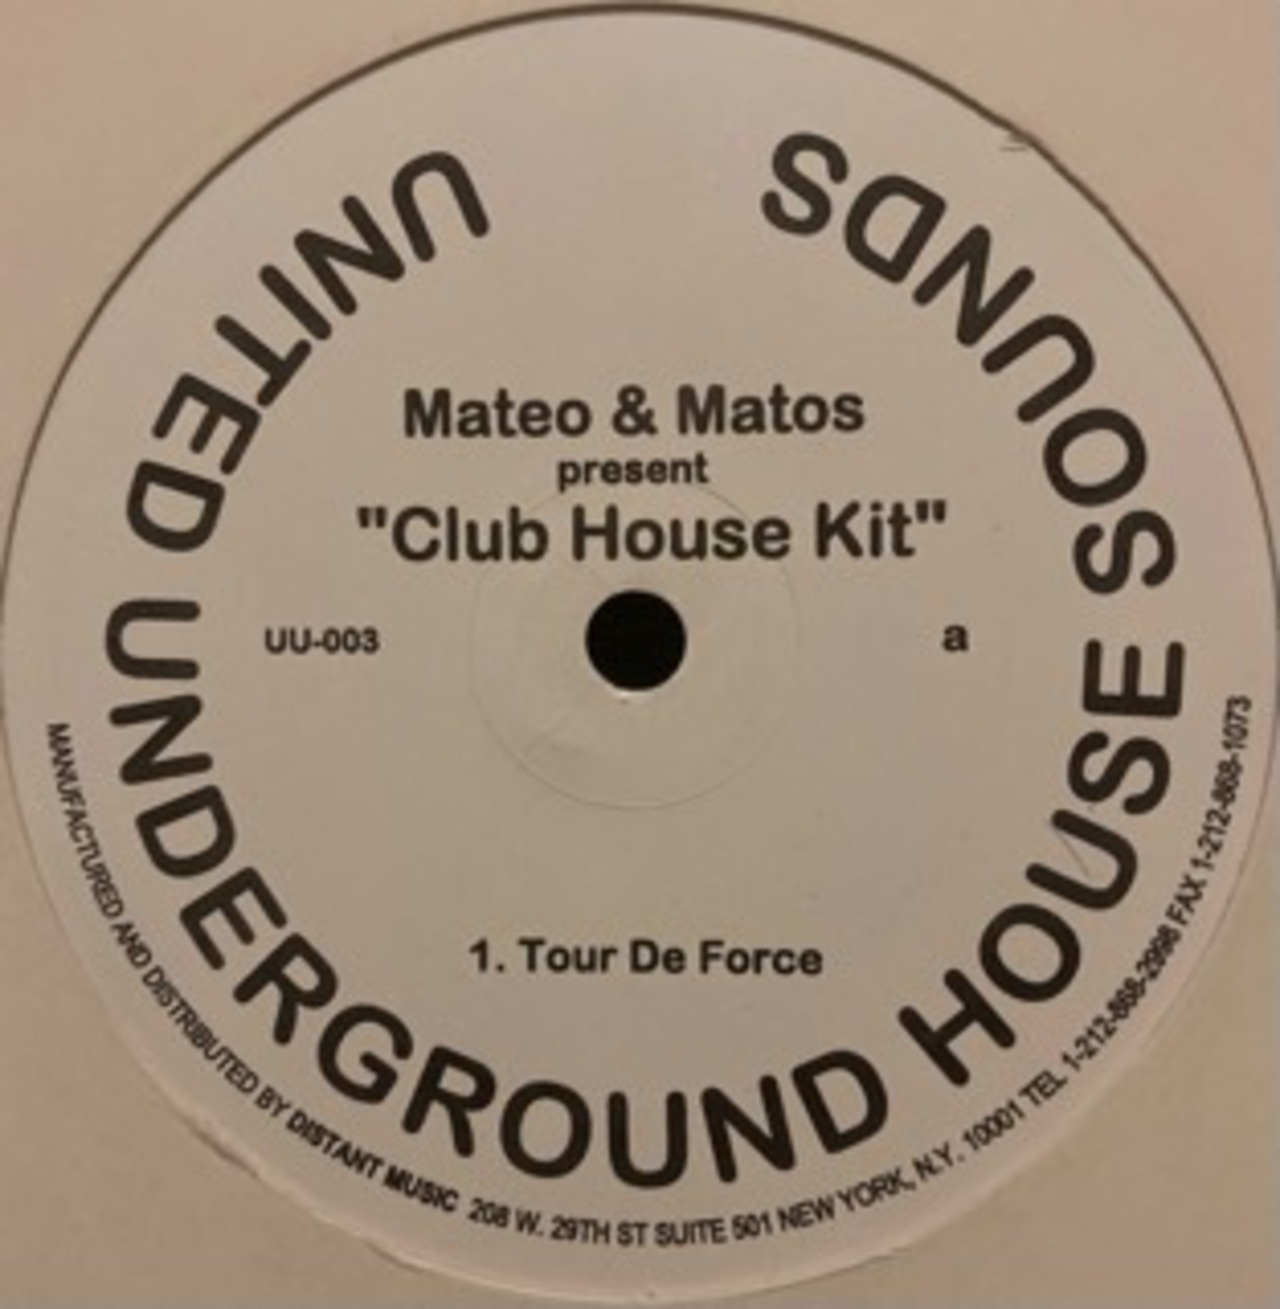 UNITED UNDERGROUND HOUSE SOUNDS
Mateo & Matos
present
"Club House Kit"
UU-003
a
1. Tour De Force
MANUFACTURED AND DISTRIBUTED BY DISTANT MUSIC 208 W. 29TH ST SUITE 501 NEW YORK, N.Y. 10001 TEL 1-212-868-2998 FAX 1-212-868-1073